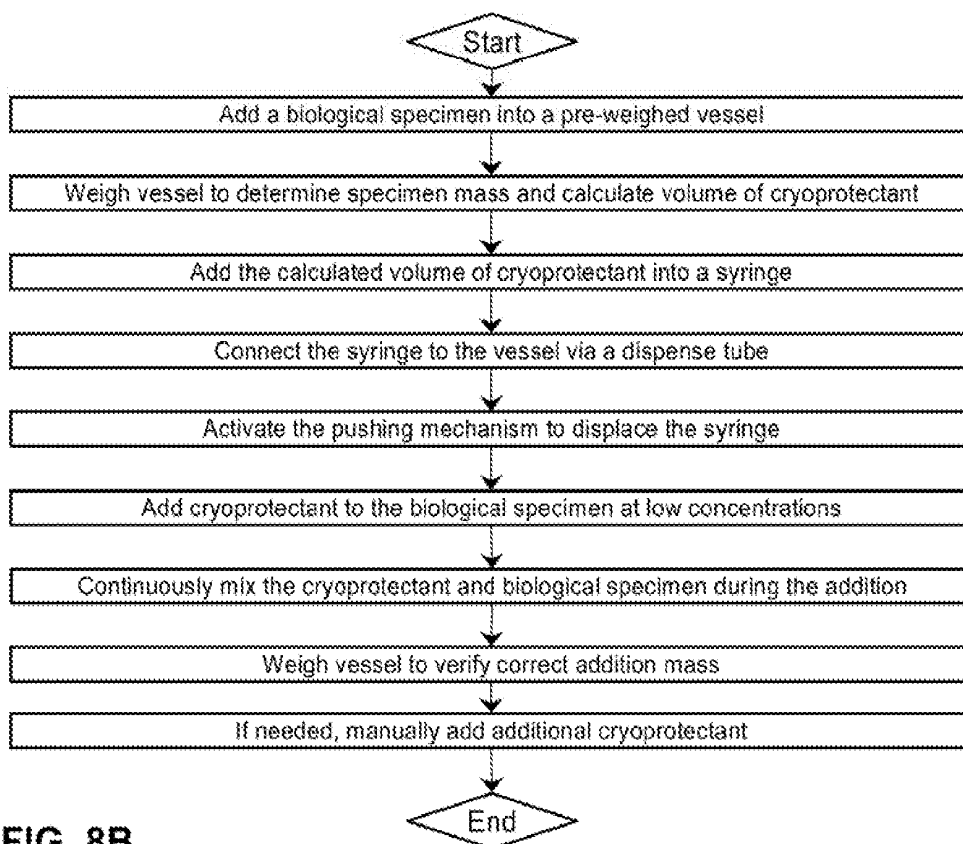 Start
Add a biological specimen into a pre-weighed vessel
Weigh vessel to determine specimen mass and calculate volume of cryoprotectant
Add the calculated volume of cryoprotectant into a syringe
Connect the syringe to the vessel via a dispense tube
Activate the pushing mechanism to displace the syringe
Add cryoprotectant to the biological specimen at low concentrations
Continuously mix the cryoprotectant and biological specimen during the addition
Weigh vessel to verify correct addition mass
If needed, manually add additional cryoprotectant
End
FIG. 8B